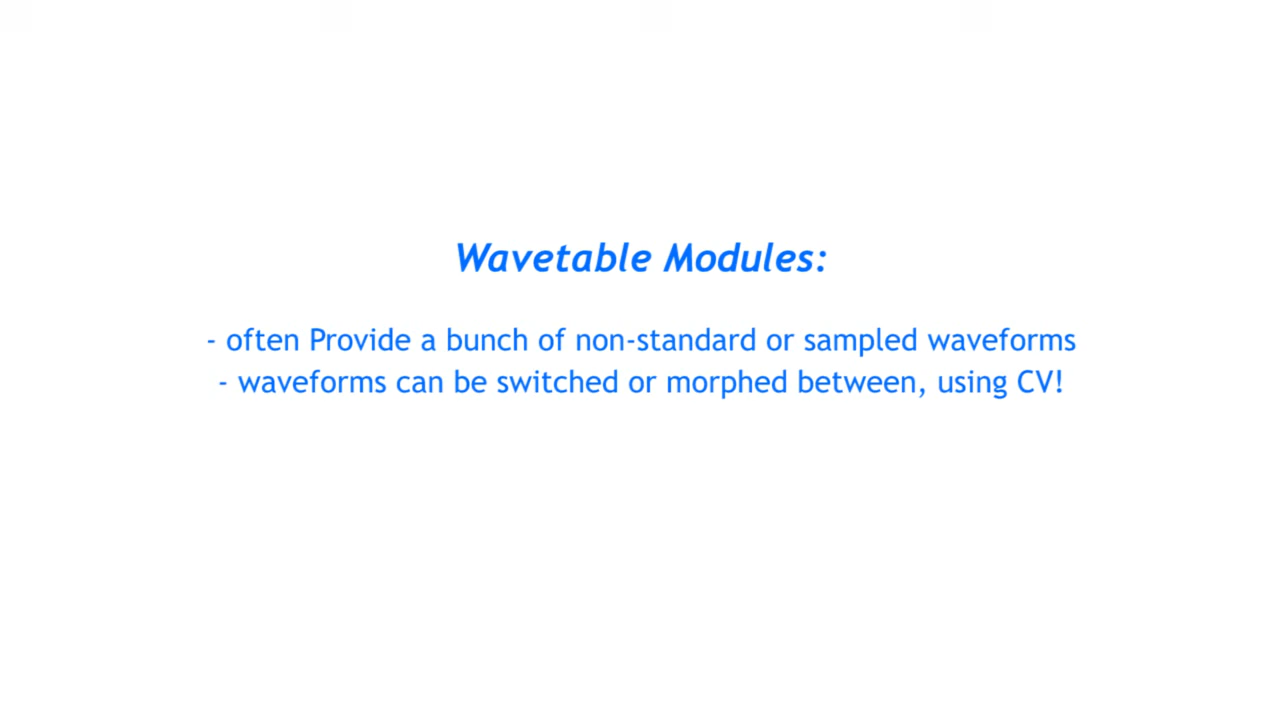 Wavetable Modules:
- often Provide a bunch of non-standard or sampled waveforms
- waveforms can be switched or morphed between, using CV!